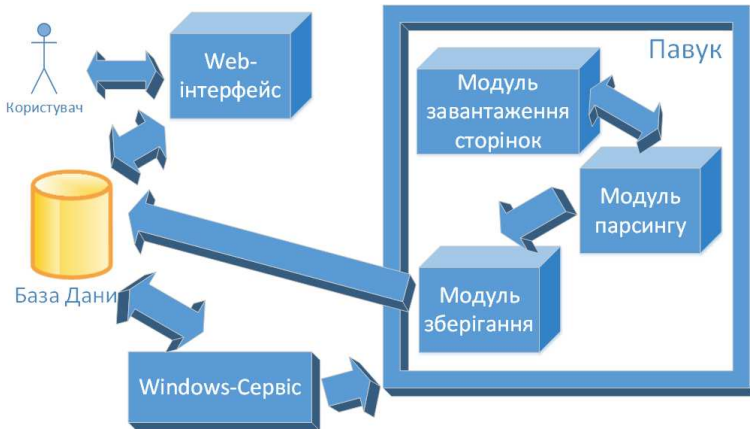 Web-
інтерфейс
Користувач
Павук
Модуль
завантаження
сторінок
Модуль
парсингу
База Дани
Модуль
зберігання
Windows-Сервіс